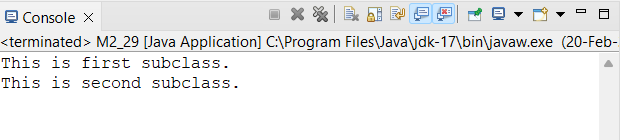 Console
<terminated> M2_29 [Java Application] C:\Program Files\Java\jdk-17\bin\javaw.exe (20-Feb-
This is first subclass.
This is second subclass.